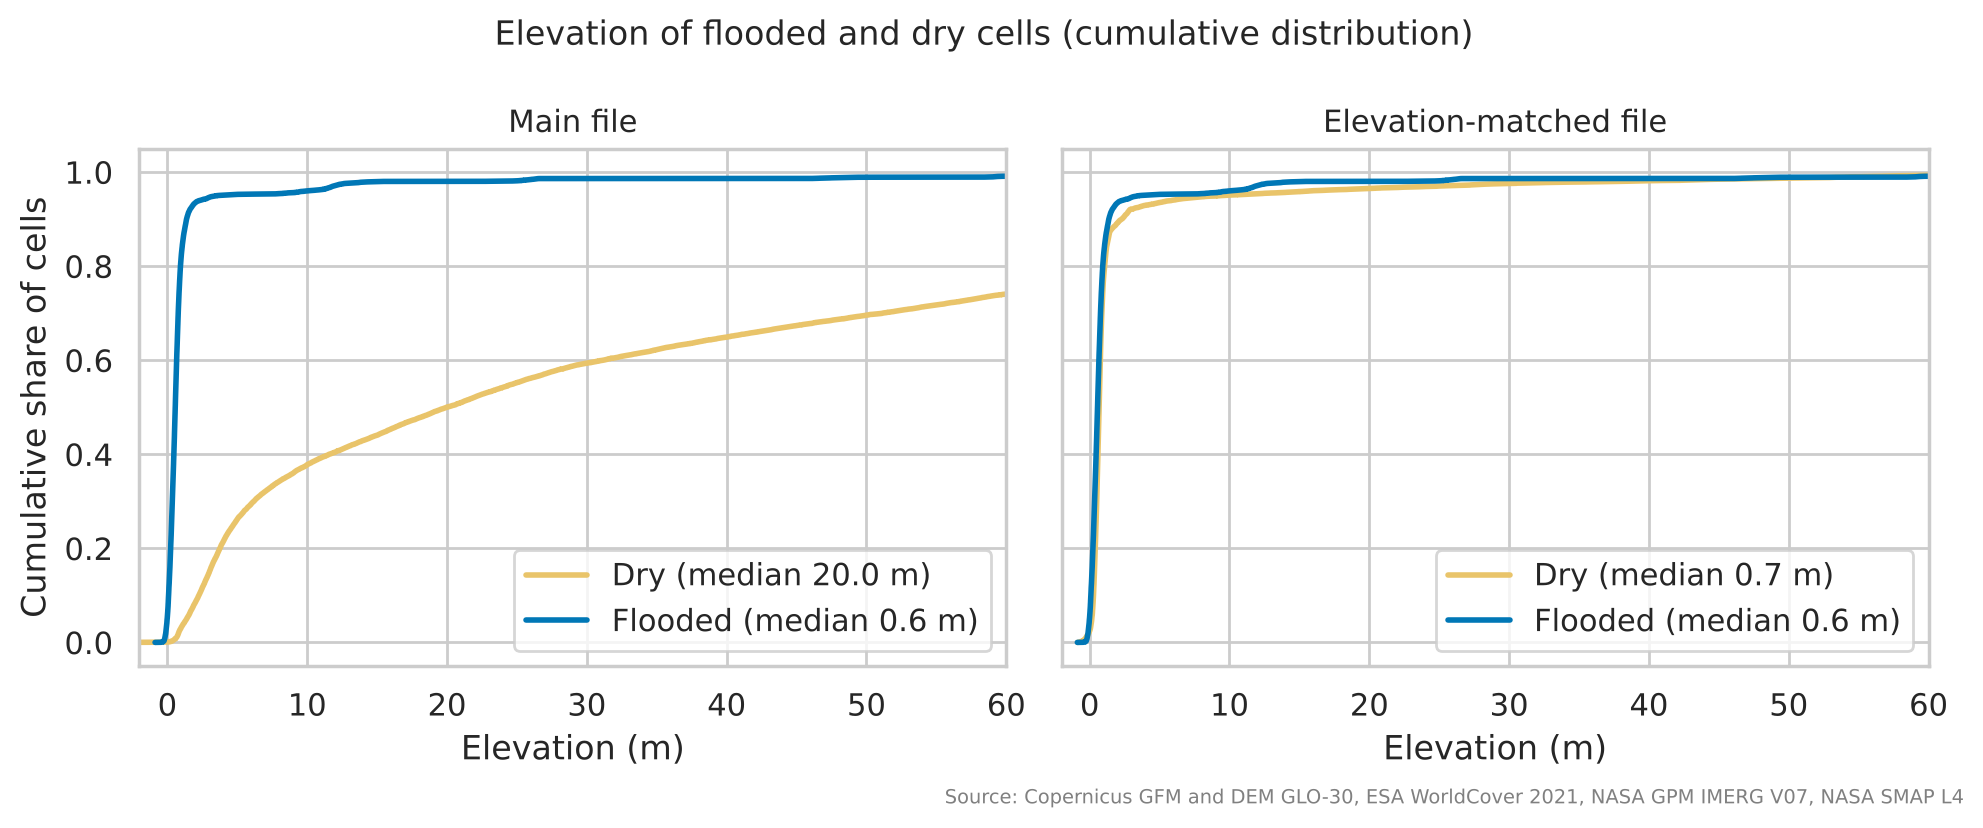 Elevation of flooded and dry cells (cumulative distribution)
Main file
Elevation-matched file
Cumulative share of cells
1.0
0.8
0.6
0.4
0.2
0.0
Dry (median 20.0 m)
Flooded (median 0.6 m)
Dry (median 0.7 m)
Flooded (median 0.6 m)
0 10 20 30 40 50 60
0 10 20 30 40 50 60
Elevation (m)
Elevation (m)
Source: Copernicus GFM and DEM GLO-30, ESA WorldCover 2021, NASA GPM IMERG V07, NASA SMAP L4